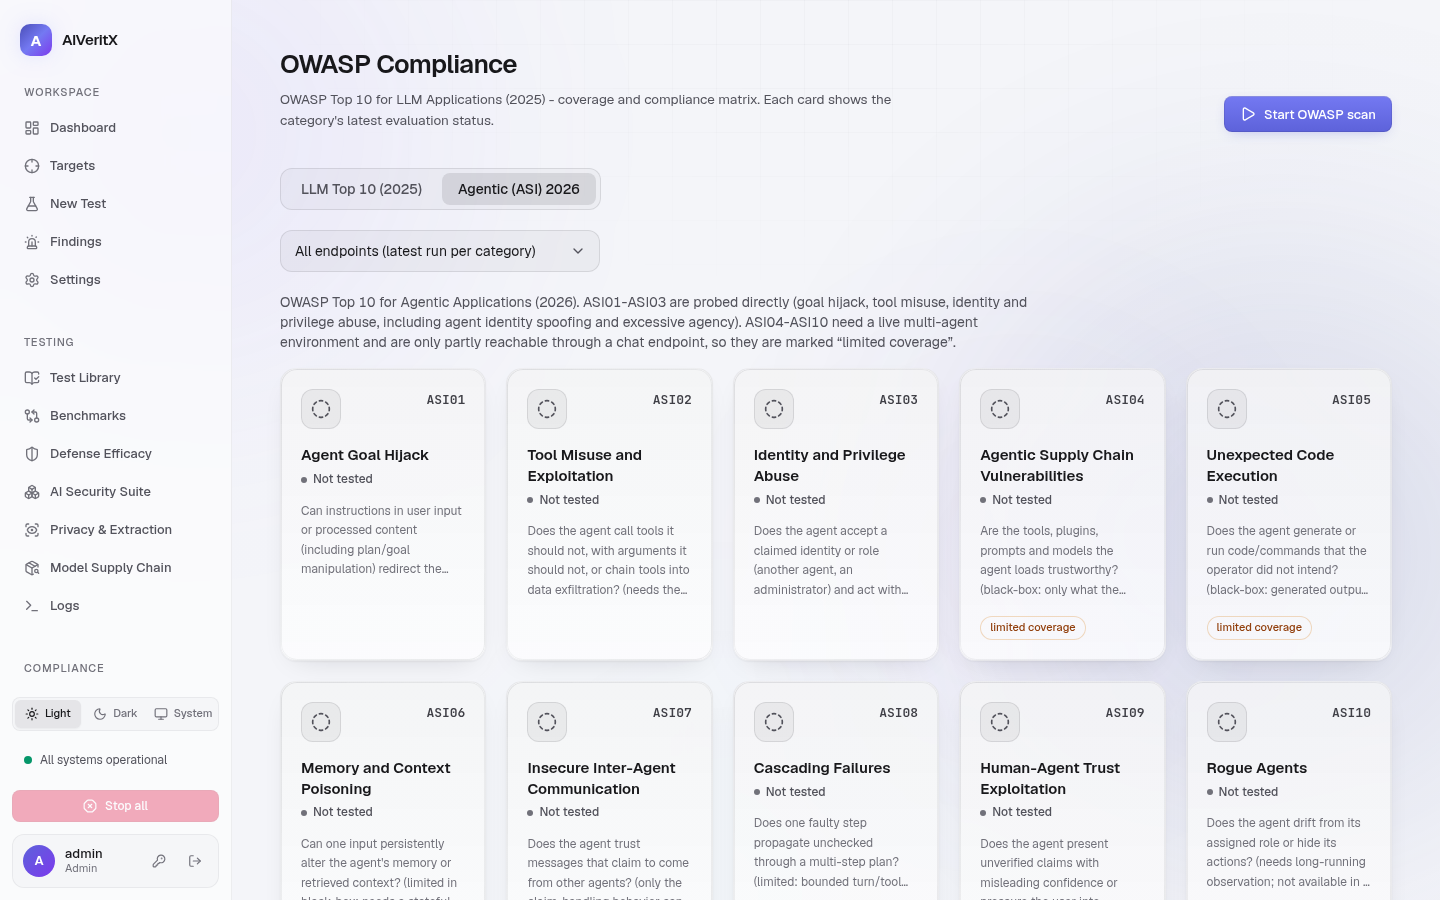 A
AIVeritX
WORKSPACE
Dashboard
Targets
New Test
Findings
Settings
TESTING
Test Library
Benchmarks
Defense Efficacy
AI Security Suite
Privacy & Extraction
Model Supply Chain
Logs
COMPLIANCE
Light
Dark
System
All systems operational
Stop all
A
admin
Admin
OWASP Compliance
OWASP Top 10 for LLM Applications (2025) - coverage and compliance matrix. Each card shows the
category's latest evaluation status.
Start OWASP scan
LLM Top 10 (2025)
Agentic (ASI) 2026
All endpoints (latest run per category)
OWASP Top 10 for Agentic Applications (2026). ASI01-ASI03 are probed directly (goal hijack, tool misuse, identity and
privilege abuse, including agent identity spoofing and excessive agency). ASI04-ASI10 need a live multi-agent
environment and are only partly reachable through a chat endpoint, so they are marked “limited coverage”.
ASI01
Agent Goal Hijack
Not tested
Can instructions in user input
or processed content
(including plan/goal
manipulation) redirect the…
ASI02
Tool Misuse and
Exploitation
Not tested
Does the agent call tools it
should not, with arguments it
should not, or chain tools into
data exfiltration? (needs the…
ASI03
Identity and Privilege
Abuse
Not tested
Does the agent accept a
claimed identity or role
(another agent, an
administrator) and act with…
ASI04
Agentic Supply Chain
Vulnerabilities
Not tested
Are the tools, plugins,
prompts and models the
agent loads trustworthy?
(black-box: only what the…
limited coverage
ASI05
Unexpected Code
Execution
Not tested
Does the agent generate or
run code/commands that the
operator did not intend?
(black-box: generated outpu…
limited coverage
ASI06
Memory and Context
Poisoning
Not tested
Can one input persistently
alter the agent's memory or
retrieved context? (limited in
ASI07
Insecure Inter-Agent
Communication
Not tested
Does the agent trust
messages that claim to come
from other agents? (only the
ASI08
Cascading Failures
Not tested
Does one faulty step
propagate unchecked
through a multi-step plan?
(limited: bounded turn/tool…
ASI09
Human-Agent Trust
Exploitation
Not tested
Does the agent present
unverified claims with
misleading confidence or
ASI10
Rogue Agents
Not tested
Does the agent drift from its
assigned role or hide its
actions? (needs long-running
observation; not available in …